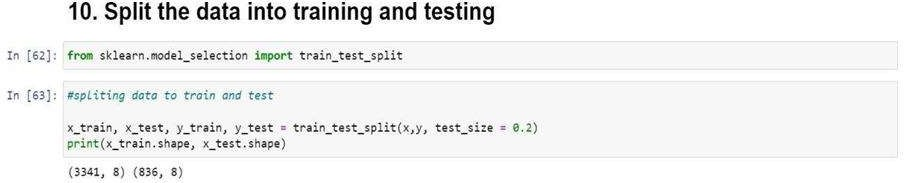 10. Split the data into training and testing
In [62]: from sklearn.model_selection import train_test_split
In [63]: #spliting data to train and test
x_train, x_test, y_train, y_test = train_test_split(x,y, test_size = 0.2)
print(x_train.shape, x_test.shape)
(3341, 8) (836, 8)